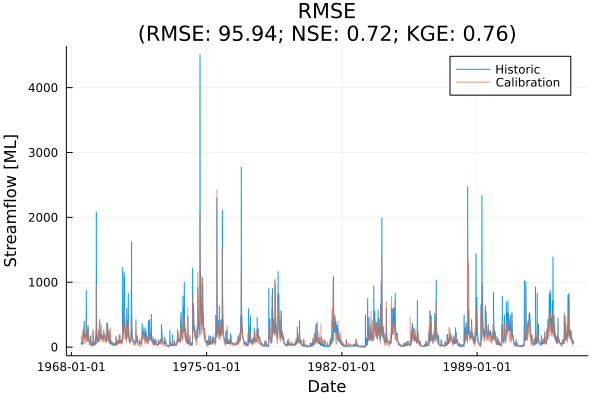 RMSE
(RMSE: 95.94; NSE: 0.72; KGE: 0.76)
Historic
Calibration
Streamflow [ML]
4000
3000
2000
1000
0
1968-01-01
1975-01-01
1982-01-01
1989-01-01
Date